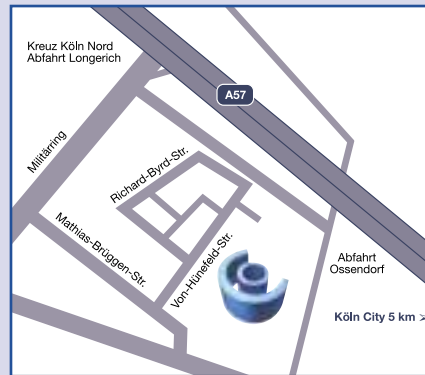 Kreuz Köln Nord
Abfahrt Longerich
A57
Militärring
Richard-Byrd-Str.
Mathias-Brüggen-Str.
Von-Hünefeld-Str.
Abfahrt
Ossendorf
Köln City 5 km >